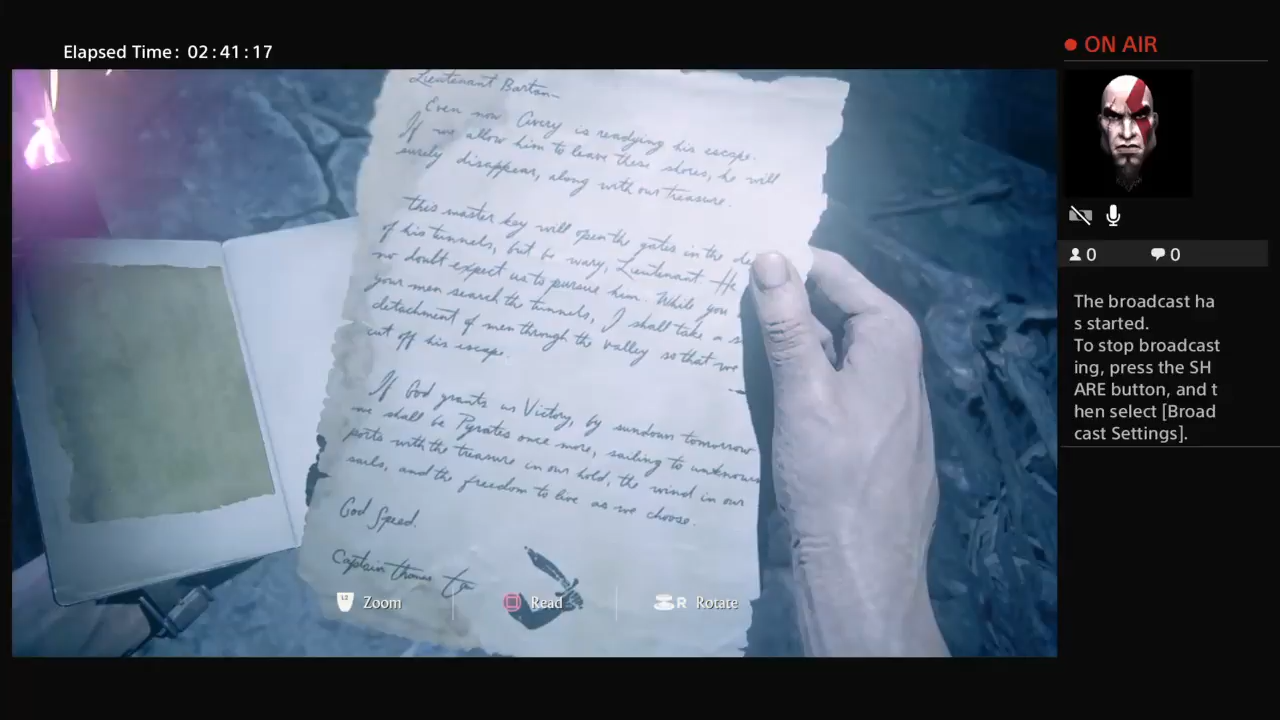 Elapsed Time: 02:41:17
ON AIR
Lieutenant Barton—
Even now Avery is readying his escape.
If we allow him to leave these shores, he will
surely disappear, along with our treasure.
This master key will open the gates in the de
of his tunnels, but be wary, Lieutenant. He
no doubt expect us to pursue him. While you
your men search the tunnels, I shall take a s
detachment of men through the valley so that we
cut off his escape.
If God grants us Victory, by sundown tomorrow
we shall be Pyrates once more, sailing to unknown
ports with the treasure in our hold, the wind in our
sails, and the freedom to live as we choose.
God Speed.
Captain Thomas
L2 Zoom
Read
R Rotate
0
0
The broadcast ha
s started.
To stop broadcast
ing, press the SH
ARE button, and t
hen select [Broad
cast Settings].